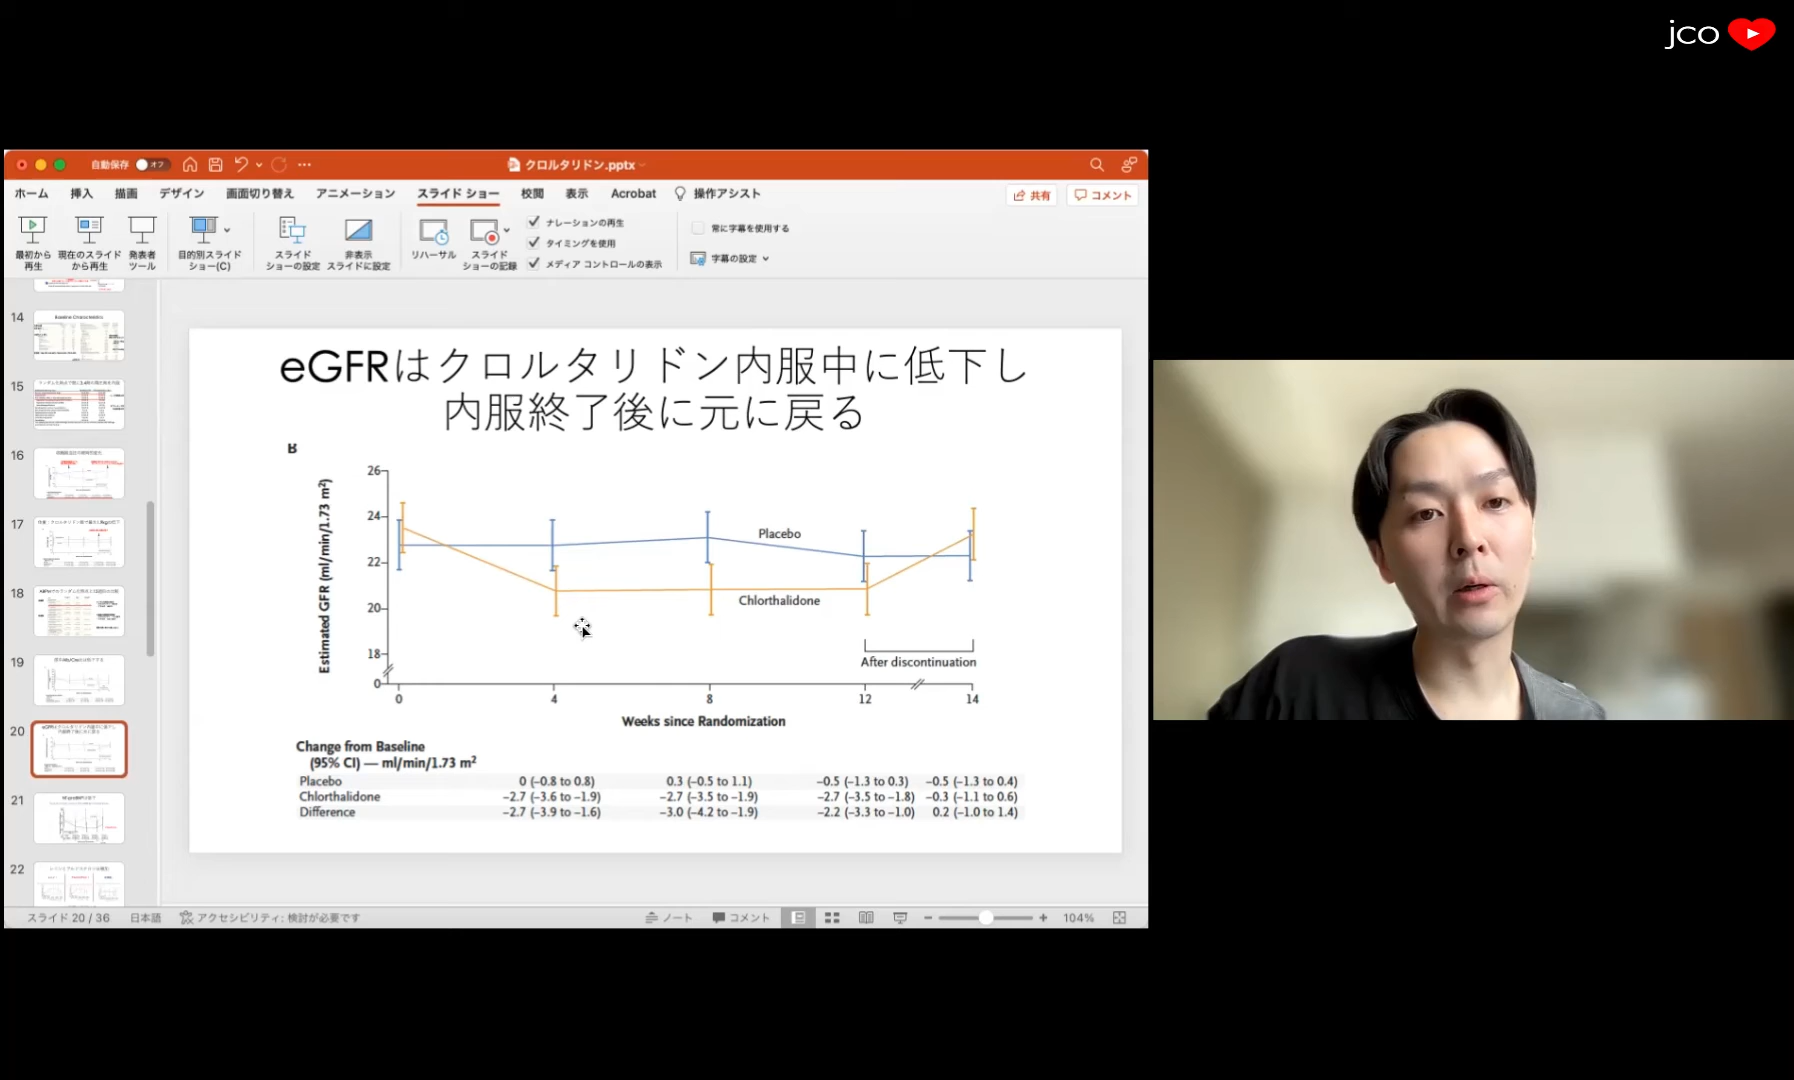 jco
自動保存 オフ
クロルタリドン.pptx
ホーム 挿入 描画 デザイン 画面切り替え アニメーション スライド ショー 校閲 表示 Acrobat 操作アシスト
共有 コメント
最初から
再生
現在のスライド
から再生
発表者
ツール
目的別スライド
ショー(C)
スライド
ショーの設定
非表示
スライドに設定
リハーサル
スライド
ショーの記録
ナレーションの再生
タイミングを使用
メディア コントロールの表示
常に字幕を使用する
字幕の設定
14
Baseline Characteristics
15
16
17
18
19
20
21
22
eGFRはクロルタリドン内服中に低下し
内服終了後に元に戻る
B
Estimated GFR (ml/min/1.73 m²)
26
24
22
20
18
0
Placebo
Chlorthalidone
After discontinuation
0 4 8 12 14
Weeks since Randomization
Change from Baseline
(95% CI) — ml/min/1.73 m²
Placebo 0 (−0.8 to 0.8) 0.3 (−0.5 to 1.1) −0.5 (−1.3 to 0.3) −0.5 (−1.3 to 0.4)
Chlorthalidone −2.7 (−3.6 to −1.9) −2.7 (−3.5 to −1.9) −2.7 (−3.5 to −1.8) −0.3 (−1.1 to 0.6)
Difference −2.7 (−3.9 to −1.6) −3.0 (−4.2 to −1.9) −2.2 (−3.3 to −1.0) 0.2 (−1.0 to 1.4)
スライド 20 / 36 日本語 アクセシビリティ: 検討が必要です
ノート コメント 104%